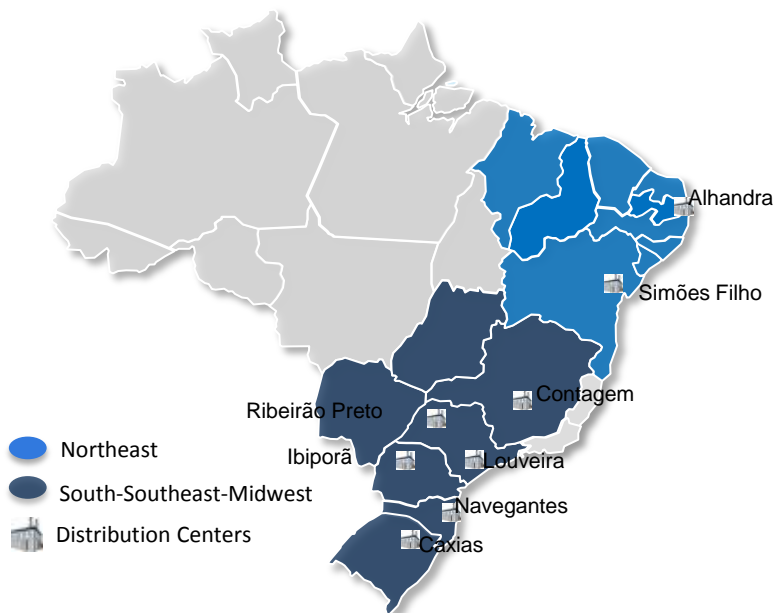 Alhandra
Simões Filho
Contagem
Ribeirão Preto
Ibiporã
Louveira
Northeast
South-Southeast-Midwest
Navegantes
Distribution Centers
Caxias